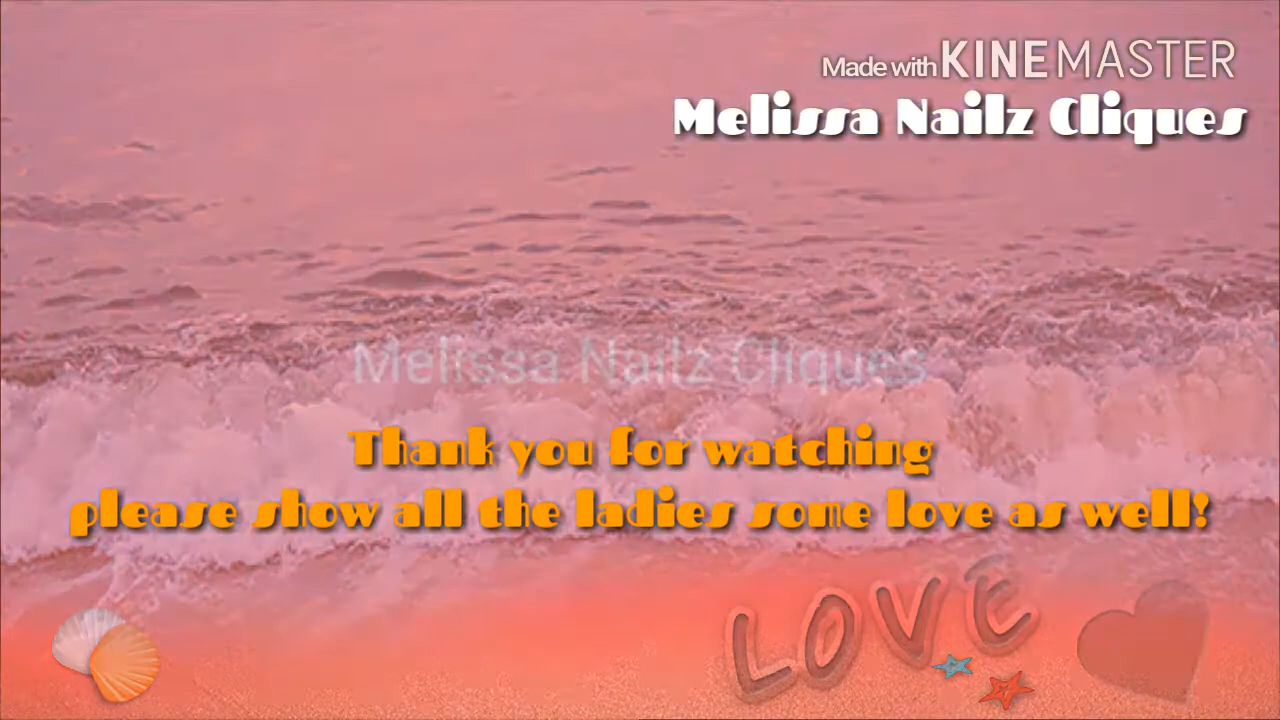 Made with KINEMASTER
Melissa Nailz Cliques
Melissa Nailz Cliques
Thank you for watching
please show all the ladies some love as well!
LOVE